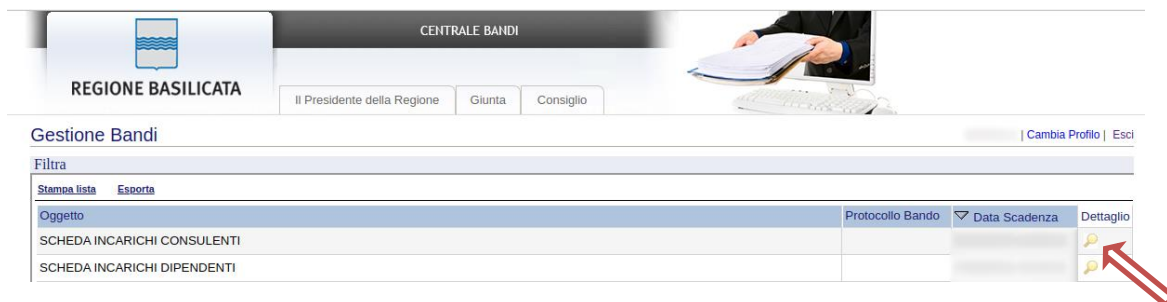 CENTRALE BANDI
REGIONE BASILICATA
Il Presidente della Regione Giunta Consiglio
Gestione Bandi | Cambia Profilo | Esci
Filtra
Stampa lista Esporta
Oggetto Protocollo Bando Data Scadenza Dettaglio
SCHEDA INCARICHI CONSULENTI
SCHEDA INCARICHI DIPENDENTI